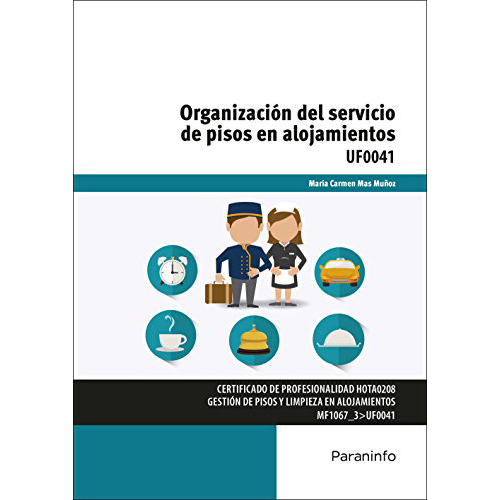 Organización del servicio
de pisos en alojamientos
UF0041
María Carmen Mas Muñoz
CERTIFICADO DE PROFESIONALIDAD HOTA0208
GESTIÓN DE PISOS Y LIMPIEZA EN ALOJAMIENTOS
MF1067_3>UF0041
Paraninfo